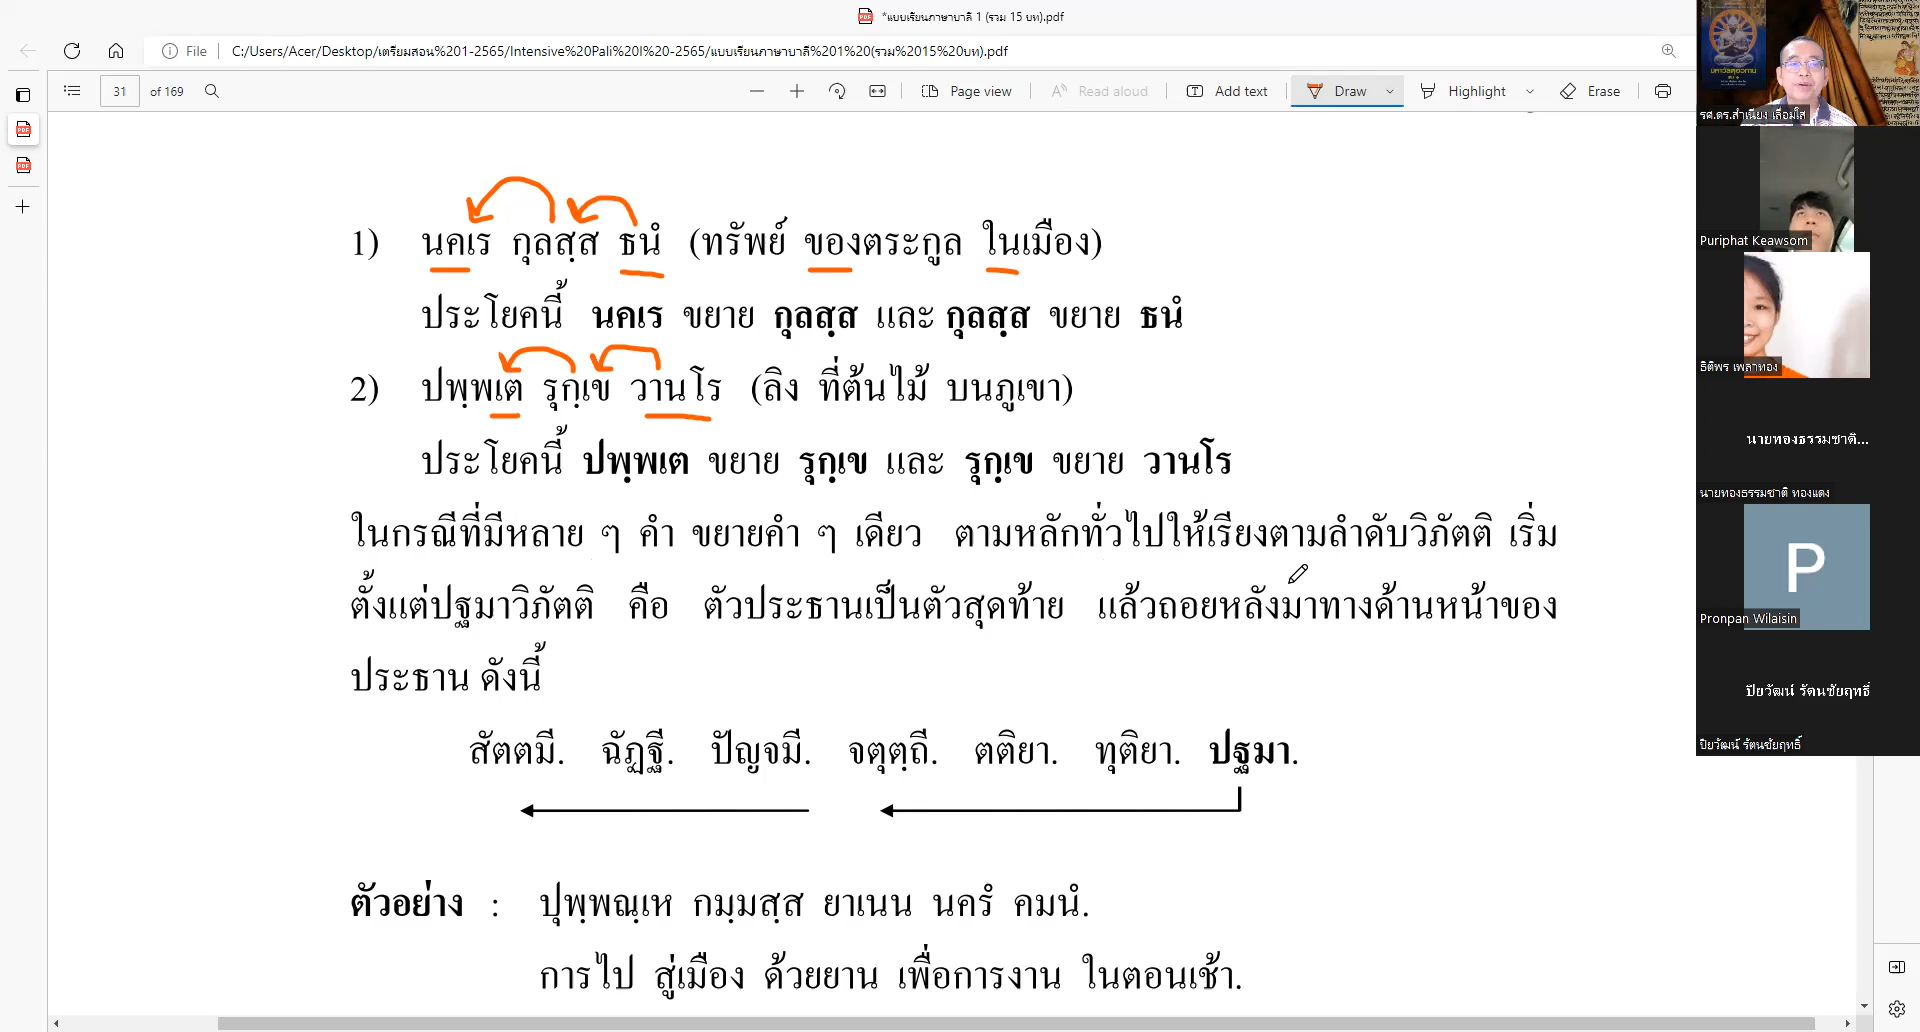 *แบบเรียนภาษาบาลี 1 (รวม 15 บท).pdf
File C:/Users/Acer/Desktop/เตรียมสอน%201-2565/Intensive%20Pali%20I%20-2565/แบบเรียนภาษาบาลี%201%20(รวม%2015%20บท).pdf
31 of 169 Page view Read aloud Add text Draw Highlight Erase
1) นคเร กุลสฺส ธนํ (ทรัพย์ ของตระกูล ในเมือง)
ประโยคนี้ นคเร ขยาย กุลสฺส และ กุลสฺส ขยาย ธนํ
2) ปพฺพเต รุกฺเข วานโร (ลิง ที่ต้นไม้ บนภูเขา)
ประโยคนี้ ปพฺพเต ขยาย รุกฺเข และ รุกฺเข ขยาย วานโร
ในกรณีที่มีหลาย ๆ คำ ขยายคำ ๆ เดียว ตามหลักทั่วไปให้เรียงตามลำดับวิภัตติ เริ่ม
ตั้งแต่ปฐมาวิภัตติ คือ ตัวประธานเป็นตัวสุดท้าย แล้วถอยหลังมาทางด้านหน้าของ
ประธาน ดังนี้
สัตตมี. ฉัฏฐี. ปัญจมี. จตุตฺถี. ตติยา. ทุติยา. ปฐมา.
ตัวอย่าง : ปุพฺพณฺเห กมฺมสฺส ยาเนน นครํ คมนํ.
การไป สู่เมือง ด้วยยาน เพื่อการงาน ในตอนเช้า.
รศ.ดร.สำเนียง เลื่อมใส
Puriphat Keawsom
ธิติพร เพลาทอง
นายทองธรรมชาติ...
นายทองธรรมชาติ ทองแดง
P
Pronpan Wilaisin
ปิยวัฒน์ รัตนชัยฤทธิ์
ปิยวัฒน์ รัตนชัยฤทธิ์